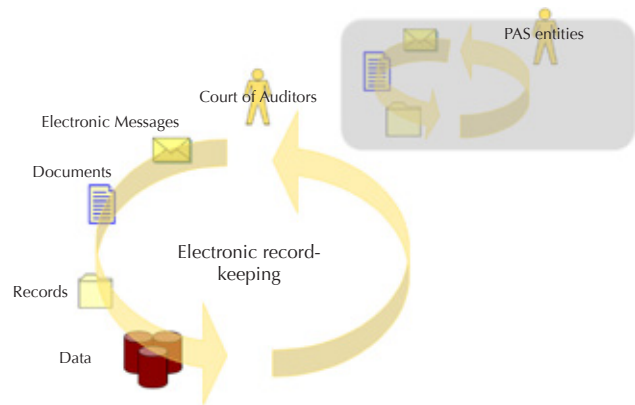 PAS entities
Court of Auditors
Electronic Messages
Documents
Electronic record-
keeping
Records
Data